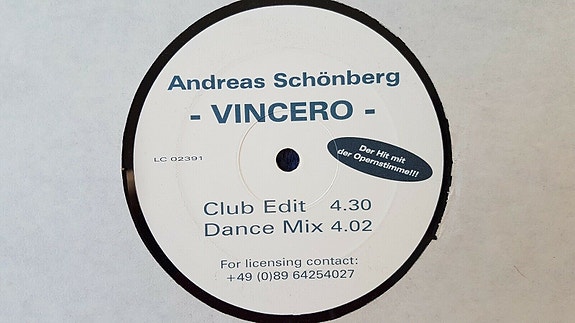 Andreas Schönberg
- VINCERO -
Der Hit mit
der Opernstimme!!!
LC 02391
Club Edit 4.30
Dance Mix 4.02
For licensing contact:
+49 (0)89 64254027